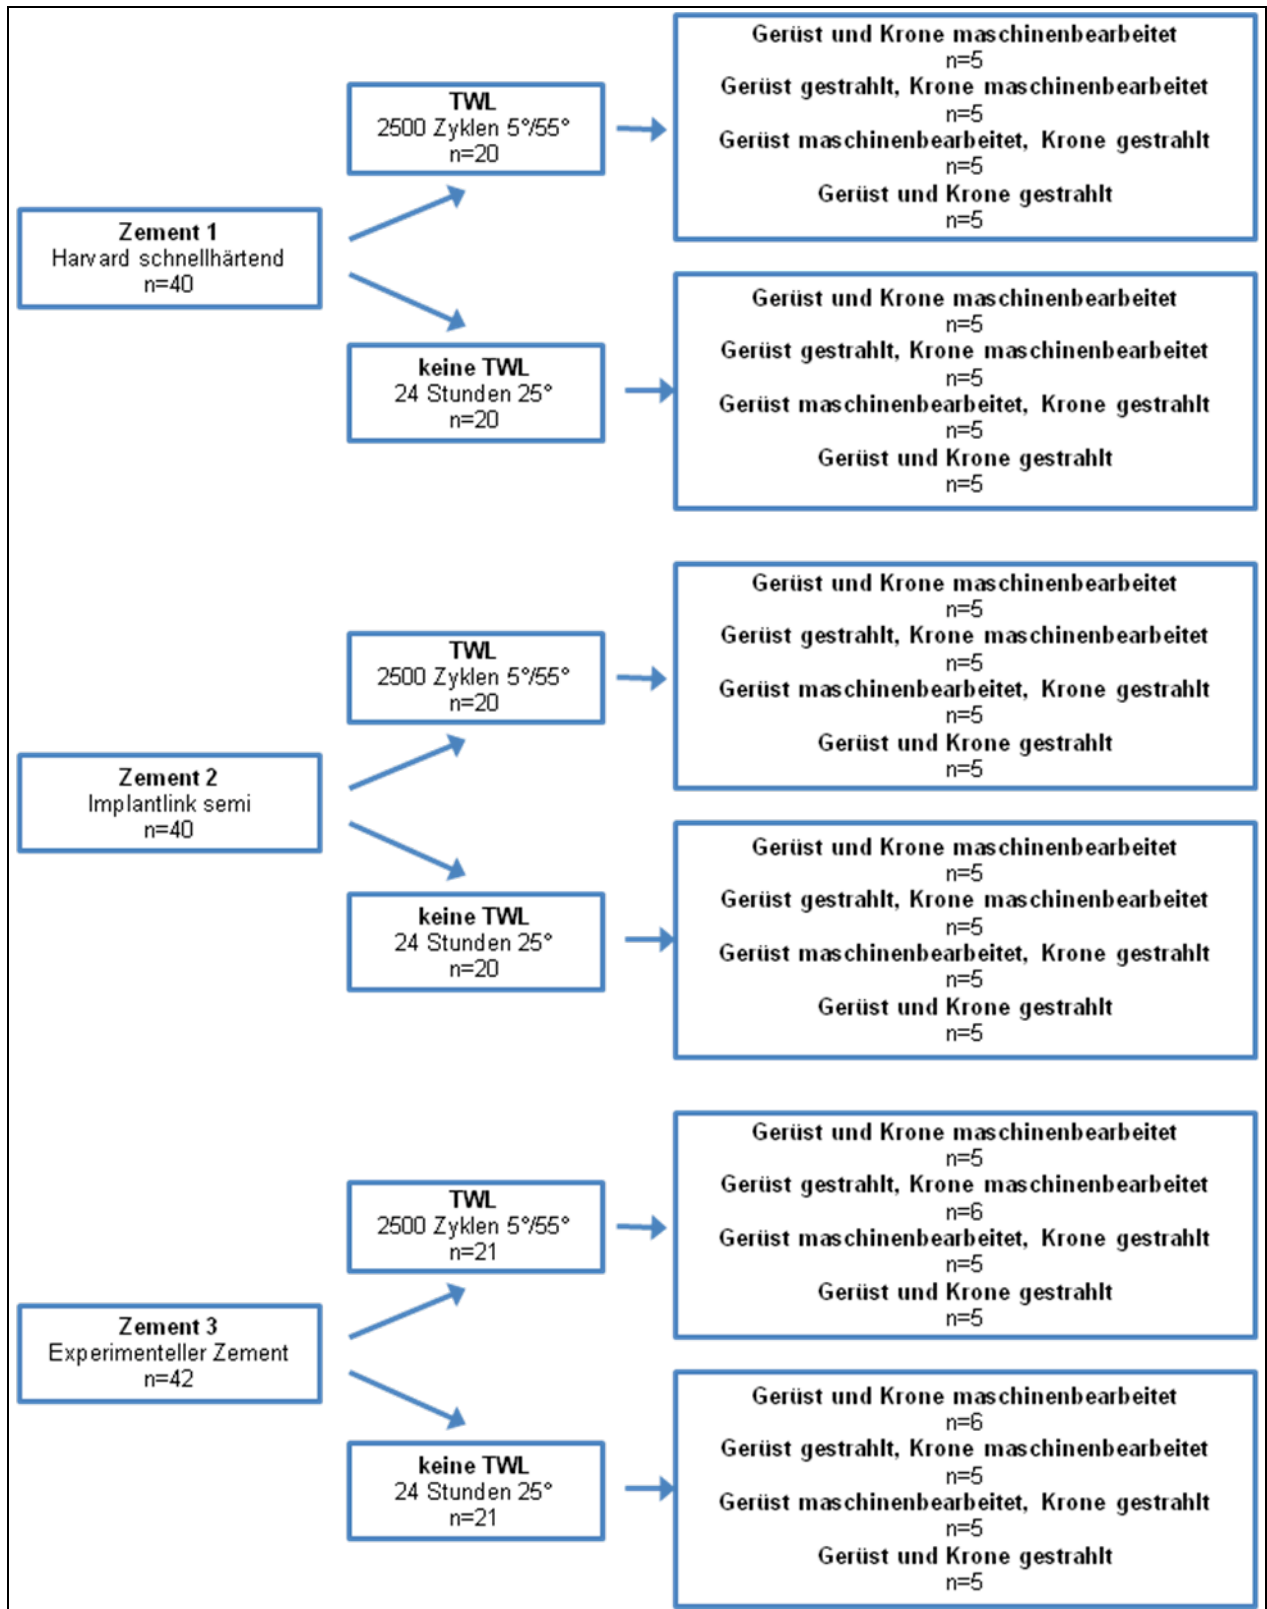 Zement 1
Harvard schnellhärtend
n=40
TWL
2500 Zyklen 5°/55°
n=20
Gerüst und Krone maschinenbearbeitet
n=5
Gerüst gestrahlt, Krone maschinenbearbeitet
n=5
Gerüst maschinenbearbeitet, Krone gestrahlt
n=5
Gerüst und Krone gestrahlt
n=5
keine TWL
24 Stunden 25°
n=20
Gerüst und Krone maschinenbearbeitet
n=5
Gerüst gestrahlt, Krone maschinenbearbeitet
n=5
Gerüst maschinenbearbeitet, Krone gestrahlt
n=5
Gerüst und Krone gestrahlt
n=5
Zement 2
Implantlink semi
n=40
TWL
2500 Zyklen 5°/55°
n=20
Gerüst und Krone maschinenbearbeitet
n=5
Gerüst gestrahlt, Krone maschinenbearbeitet
n=5
Gerüst maschinenbearbeitet, Krone gestrahlt
n=5
Gerüst und Krone gestrahlt
n=5
keine TWL
24 Stunden 25°
n=20
Gerüst und Krone maschinenbearbeitet
n=5
Gerüst gestrahlt, Krone maschinenbearbeitet
n=5
Gerüst maschinenbearbeitet, Krone gestrahlt
n=5
Gerüst und Krone gestrahlt
n=5
Zement 3
Experimenteller Zement
n=42
TWL
2500 Zyklen 5°/55°
n=21
Gerüst und Krone maschinenbearbeitet
n=5
Gerüst gestrahlt, Krone maschinenbearbeitet
n=6
Gerüst maschinenbearbeitet, Krone gestrahlt
n=5
Gerüst und Krone gestrahlt
n=5
keine TWL
24 Stunden 25°
n=21
Gerüst und Krone maschinenbearbeitet
n=6
Gerüst gestrahlt, Krone maschinenbearbeitet
n=5
Gerüst maschinenbearbeitet, Krone gestrahlt
n=5
Gerüst und Krone gestrahlt
n=5